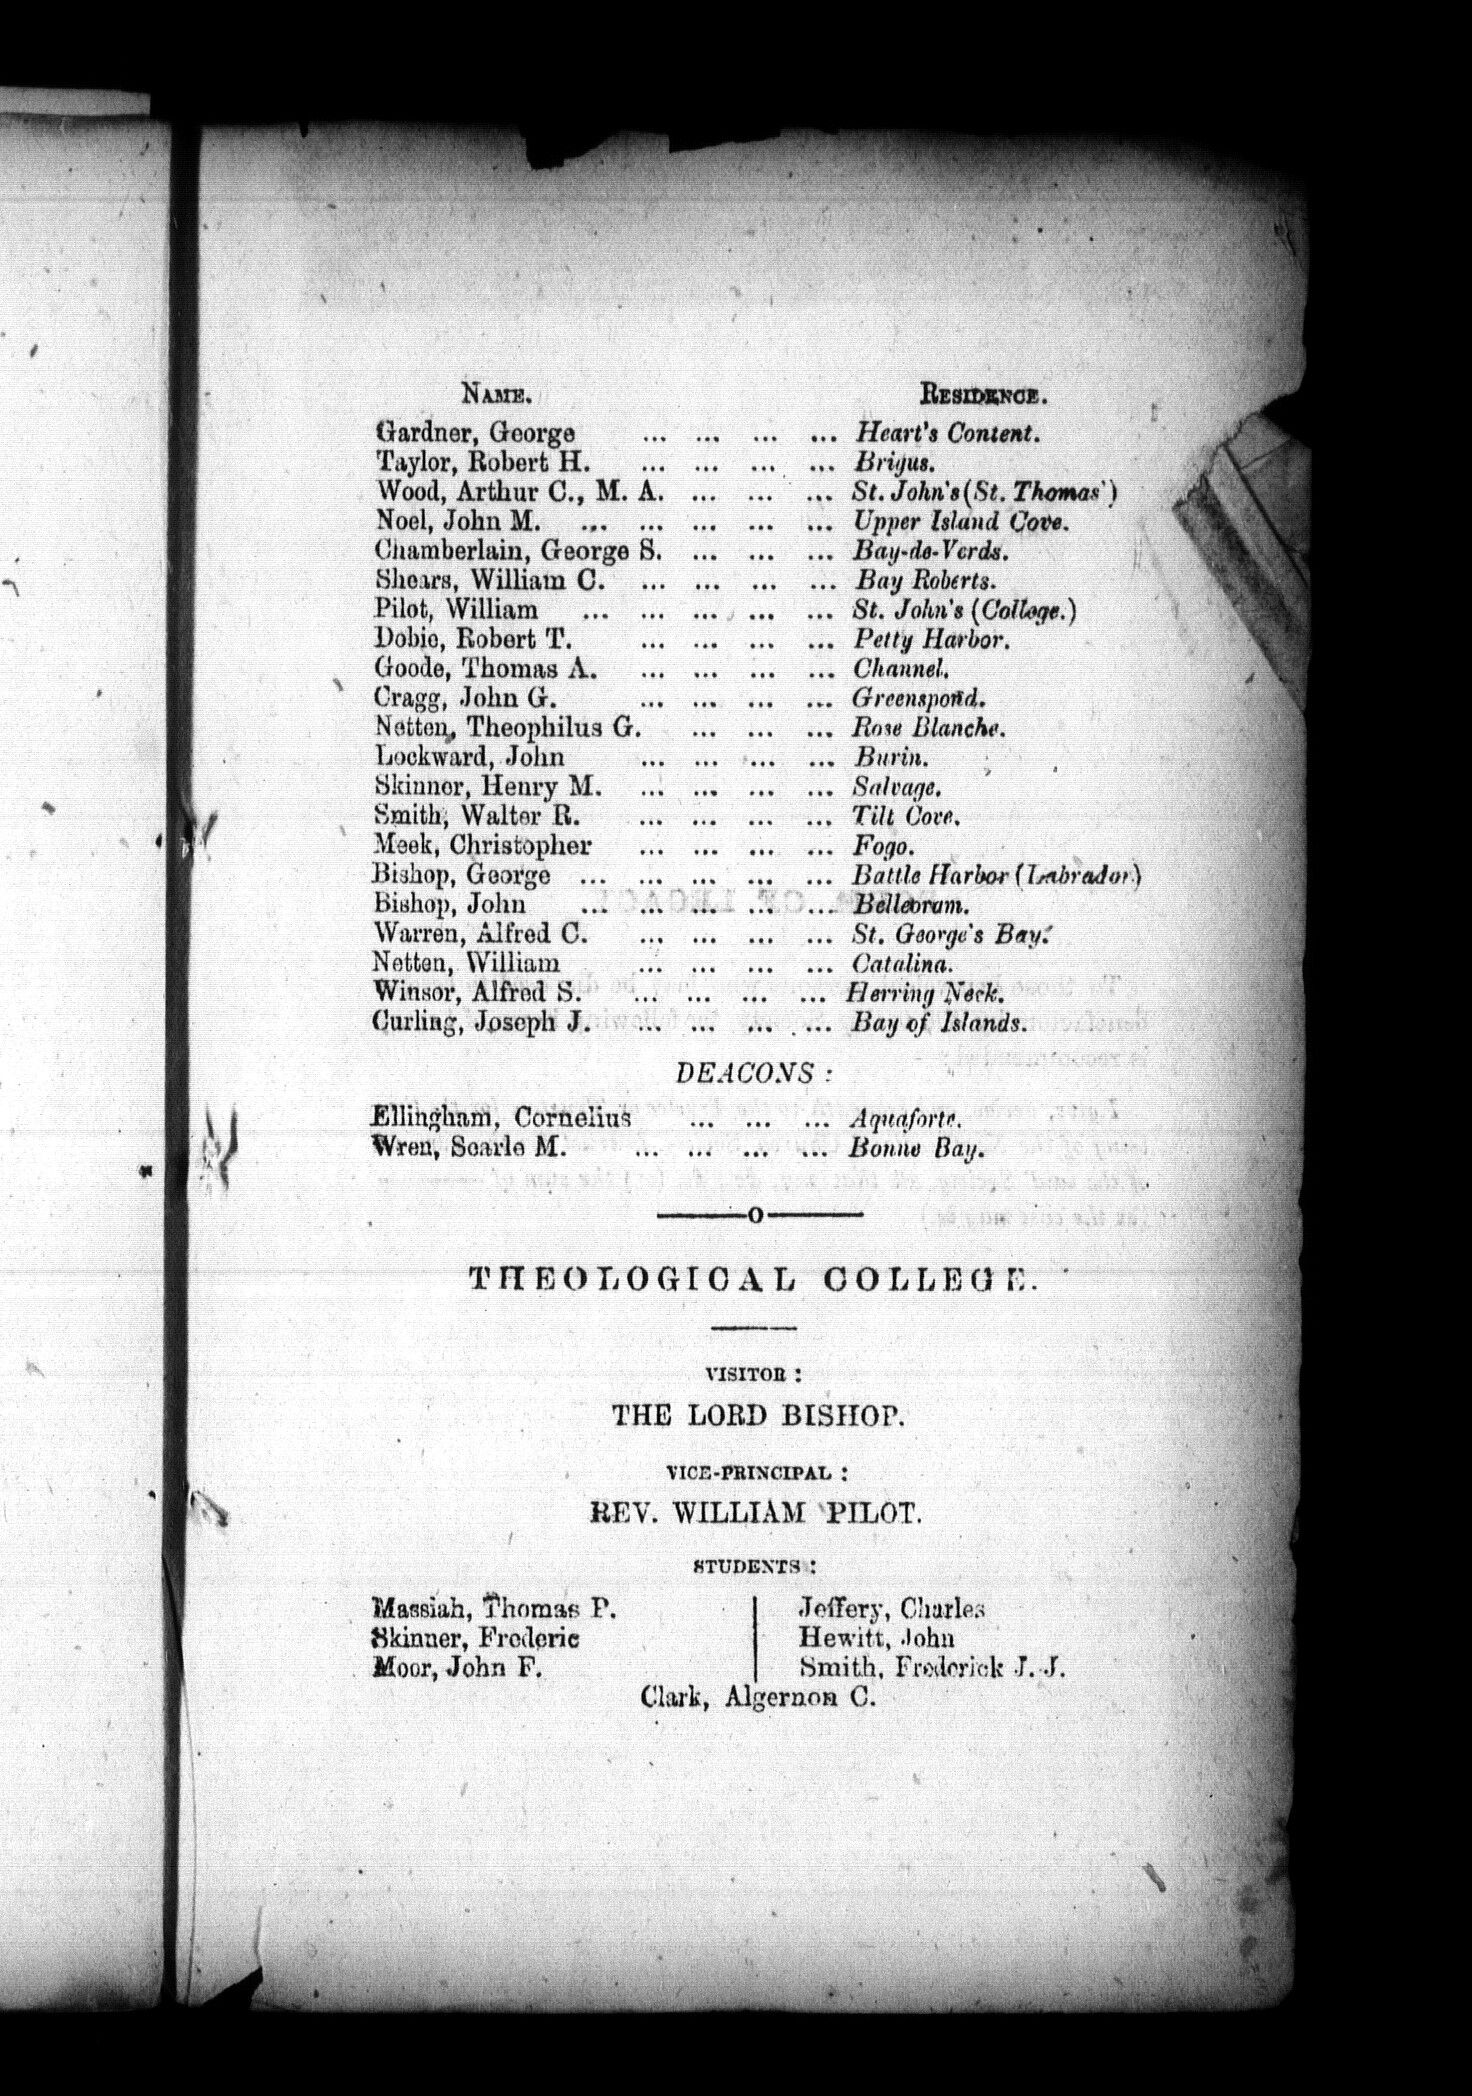 NAME. RESIDENCE.
Gardner, George ... ... ... ... Heart's Content.
Taylor, Robert H. ... ... ... ... Brigus.
Wood, Arthur C., M. A. ... ... ... St. John's (St. Thomas')
Noel, John M. ... ... ... ... ... Upper Island Cove.
Chamberlain, George S. ... ... ... Bay-de-Verds.
Shears, William C. ... ... ... ... Bay Roberts.
Pilot, William ... ... ... ... ... St. John's (College.)
Dobie, Robert T. ... ... ... ... Petty Harbor.
Goode, Thomas A. ... ... ... ... Channel.
Cragg, John G. ... ... ... ... Greenspond.
Netten, Theophilus G. ... ... ... Rose Blanche.
Lockward, John ... ... ... ... Burin.
Skinner, Henry M. ... ... ... ... Salvage.
Smith, Walter R. ... ... ... ... Tilt Cove.
Meek, Christopher ... ... ... ... Fogo.
Bishop, George ... ... ... ... ... Battle Harbor (Labrador)
Bishop, John ... ... ... ... ... Belleoram.
Warren, Alfred C. ... ... ... ... St. George's Bay.
Netten, William ... ... ... ... Catalina.
Winsor, Alfred S. ... ... ... ... Herring Neck.
Curling, Joseph J. ... ... ... ... Bay of Islands.
DEACONS :
Ellingham, Cornelius ... ... ... Aquaforte.
Wren, Searle M. ... ... ... ... Bonne Bay.
THEOLOGICAL COLLEGE.
VISITOR :
THE LORD BISHOP.
VICE-PRINCIPAL :
REV. WILLIAM PILOT.
STUDENTS :
Massiah, Thomas P. Jeffery, Charles
Skinner, Frederic Hewitt, John
Moor, John F. Smith, Frederick J. J.
Clark, Algernon C.